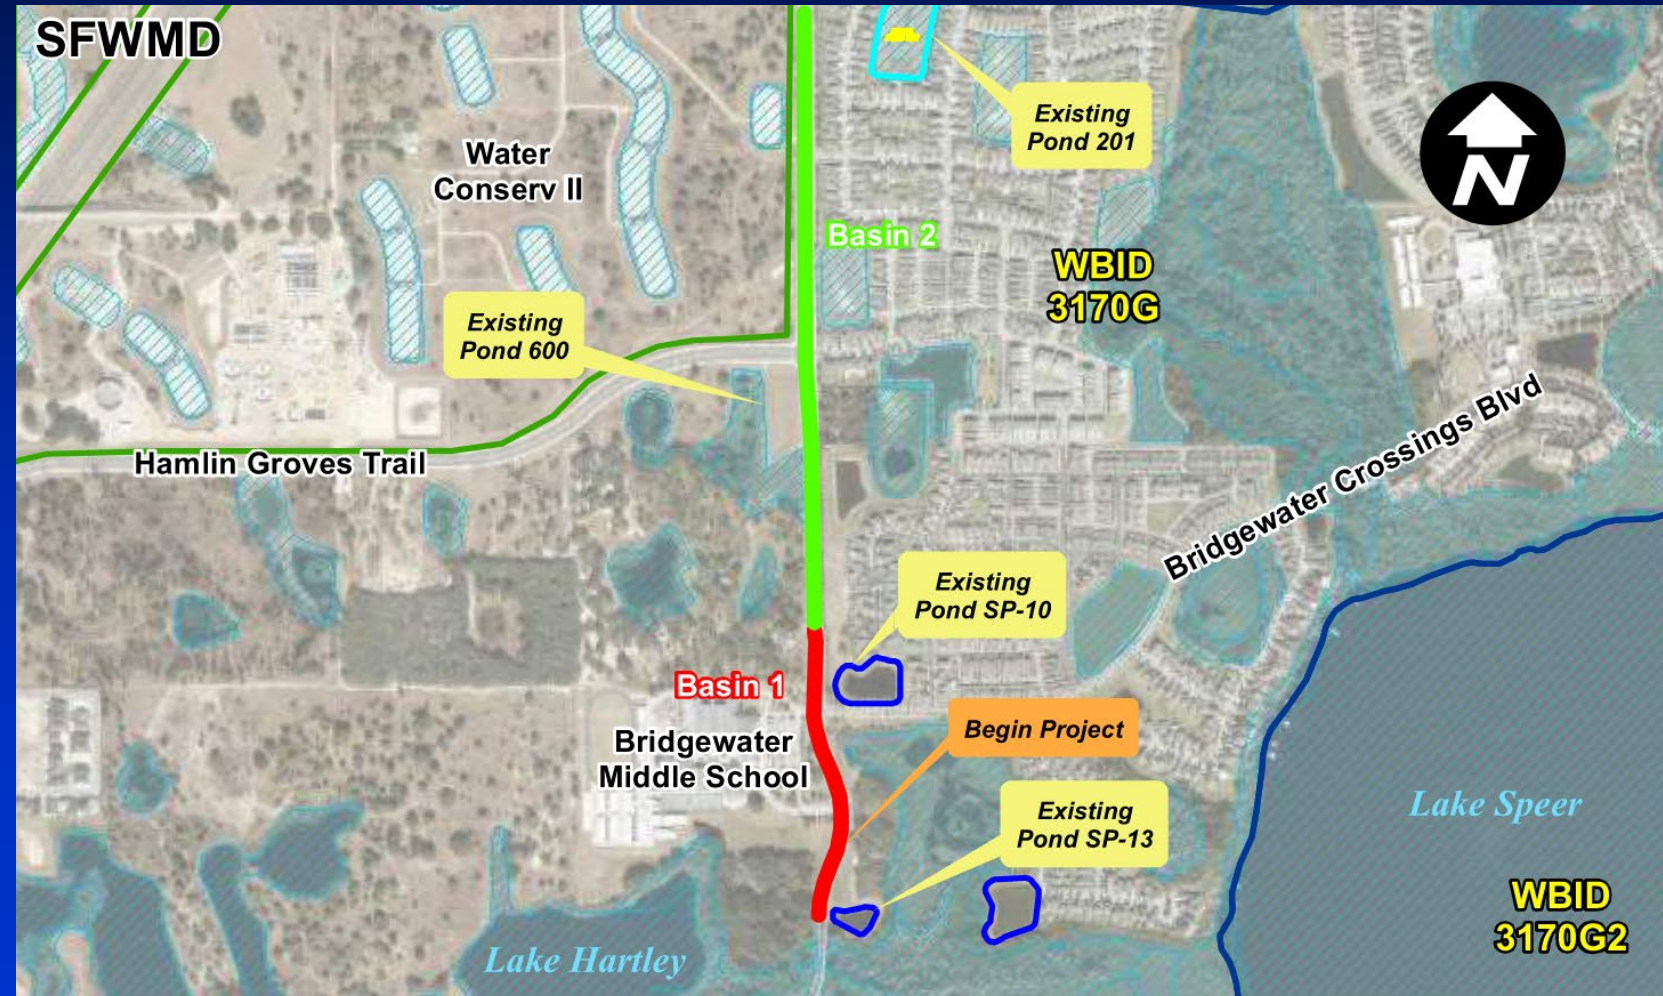 SFWMD
Existing
Pond 201
Water
Conserv II
N
Basin 2
WBID
3170G
Existing
Pond 600
Bridgewater Crossings Blvd
Hamlin Groves Trail
Existing
Pond SP-10
Basin 1
Begin Project
Bridgewater
Middle School
Existing
Pond SP-13
Lake Speer
WBID
3170G2
Lake Hartley